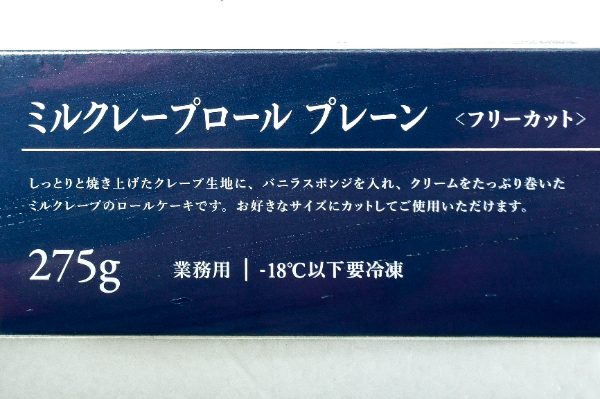 ミルクレープロール プレーン 〈フリーカット〉
しっとりと焼き上げたクレープ生地に、バニラスポンジを入れ、クリームをたっぷり巻いた
ミルクレープのロールケーキです。お好きなサイズにカットしてご使用いただけます。
275g 業務用 | -18℃以下要冷凍